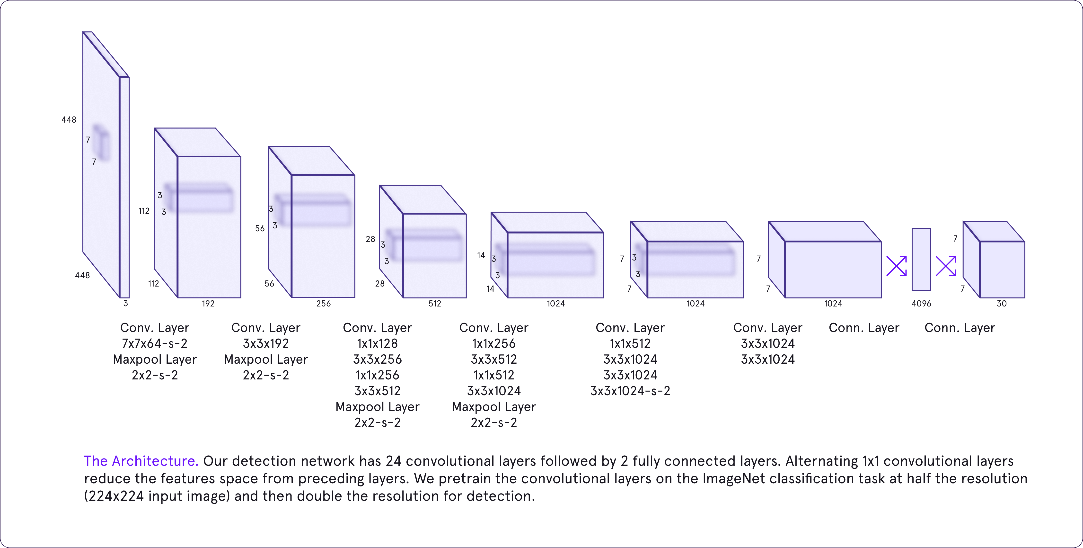 448
7
7
448
3
3
3
112
112
192
3
3
56
56
256
28
3
3
28
512
14
3
3
14
1024
7
3
3
7
1024
7
7
1024
4096
7
7
30
Conv. Layer
7x7x64-s-2
Maxpool Layer
2x2-s-2
Conv. Layer
3x3x192
Maxpool Layer
2x2-s-2
Conv. Layer
1x1x128
3x3x256
1x1x256
3x3x512
Maxpool Layer
2x2-s-2
Conv. Layer
1x1x256
3x3x512
1x1x512
3x3x1024
Maxpool Layer
2x2-s-2
Conv. Layer
1x1x512
3x3x1024
3x3x1024
3x3x1024-s-2
Conv. Layer
3x3x1024
3x3x1024
Conn. Layer
Conn. Layer
The Architecture. Our detection network has 24 convolutional layers followed by 2 fully connected layers. Alternating 1x1 convolutional layers
reduce the features space from preceding layers. We pretrain the convolutional layers on the ImageNet classification task at half the resolution
(224x224 input image) and then double the resolution for detection.